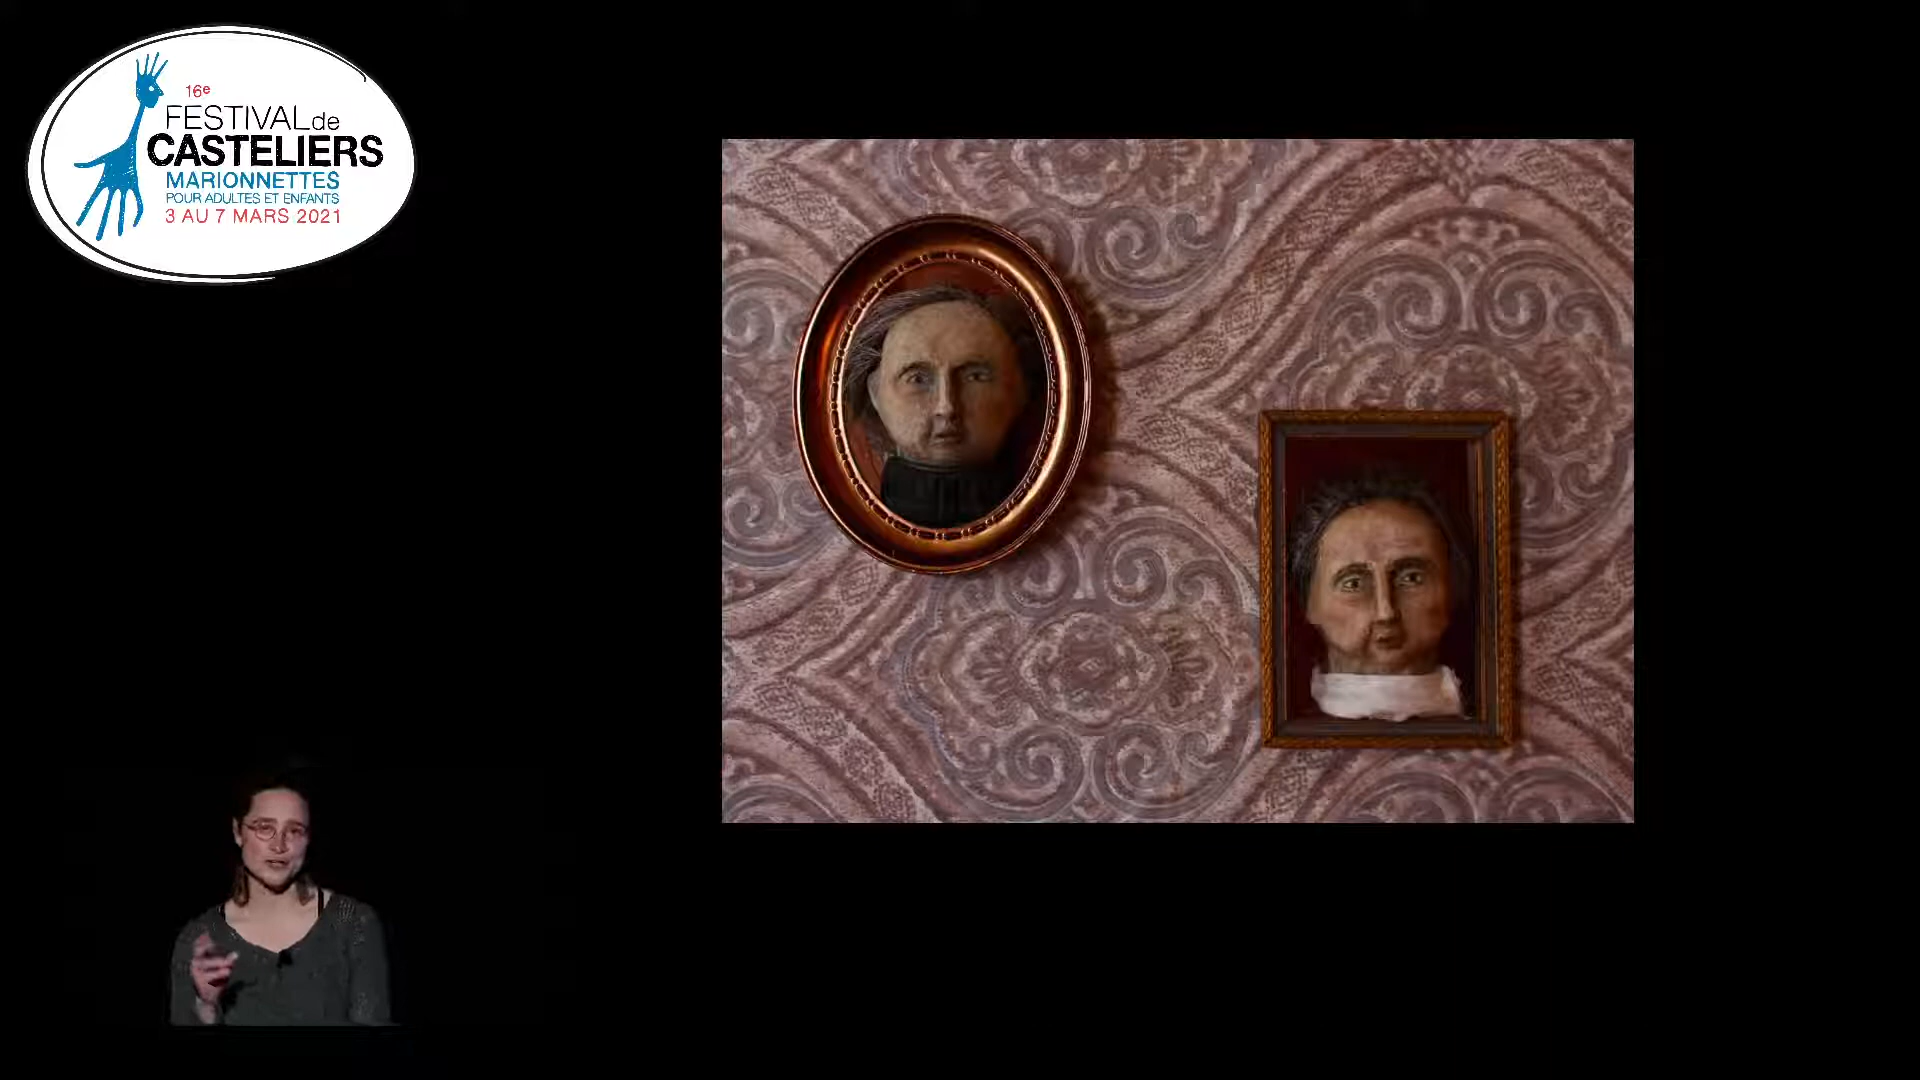 16e
FESTIVAL de
CASTELIERS
MARIONNETTES
POUR ADULTES ET ENFANTS
3 AU 7 MARS 2021